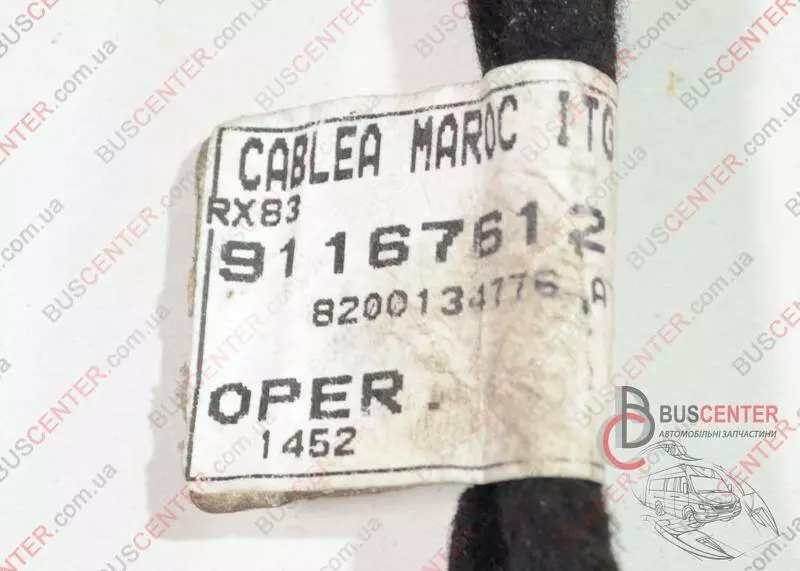 CABLEA MAROC ITG
RX83
91167612
8200134776 A
OPER.
1452
BUSCENTER
АВТОМОБІЛЬНІ ЗАПЧАСТИНИ
BUSCENTER.com.ua